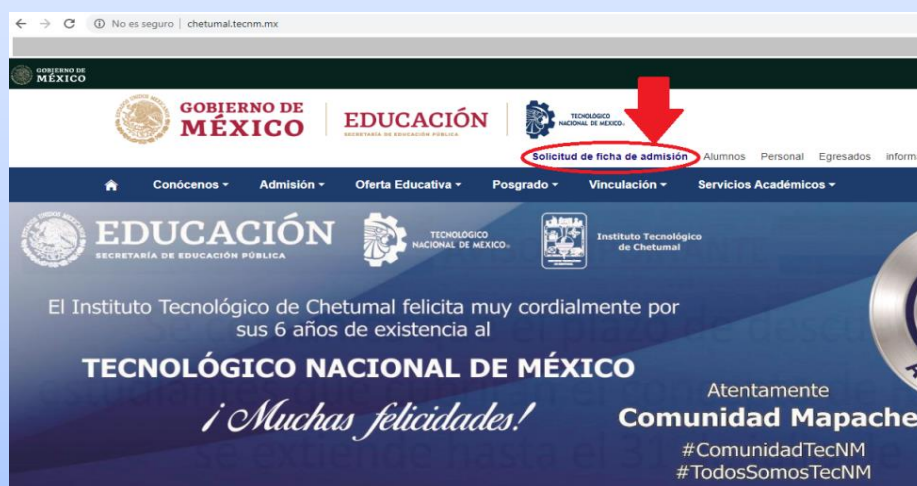 No es seguro | chetumal.tecnm.mx
GOBIERNO DE
MÉXICO
GOBIERNO DE
MÉXICO
EDUCACIÓN
SECRETARÍA DE EDUCACIÓN PÚBLICA
TECNOLÓGICO
NACIONAL DE MÉXICO
Solicitud de ficha de admisión Alumnos Personal Egresados inform
Conócenos Admisión Oferta Educativa Posgrado Vinculación Servicios Académicos
EDUCACIÓN
SECRETARÍA DE EDUCACIÓN PÚBLICA
TECNOLÓGICO
NACIONAL DE MÉXICO
Instituto Tecnológico
de Chetumal
El Instituto Tecnológico de Chetumal felicita muy cordialmente por
sus 6 años de existencia al
TECNOLÓGICO NACIONAL DE MÉXICO
¡Muchas felicidades!
Atentamente
Comunidad Mapache
#ComunidadTecNM
#TodosSomosTecNM